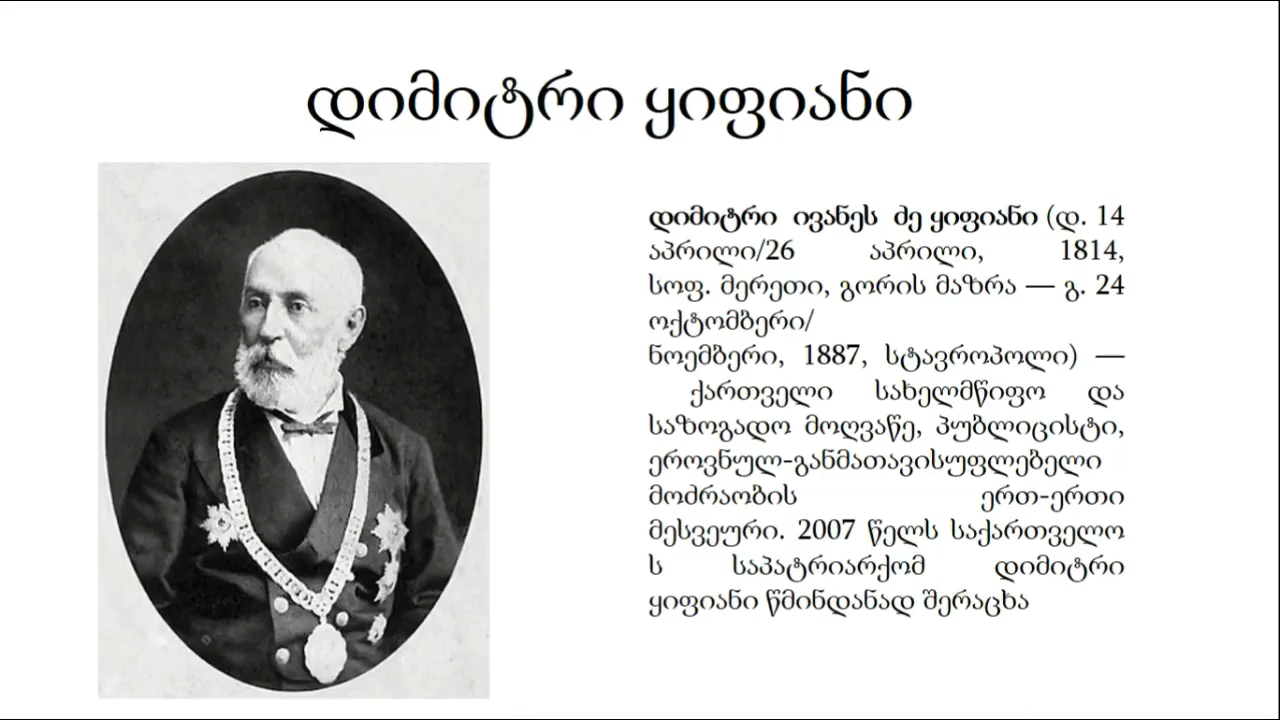 დიმიტრი ყიფიანი
დიმიტრი ივანეს ძე ყიფიანი (დ. 14
აპრილი/26 აპრილი, 1814,
სოფ. მერეთი, გორის მაზრა — გ. 24
ოქტომბერი/
ნოემბერი, 1887, სტავროპოლი) —
ქართველი სახელმწიფო და
საზოგადო მოღვაწე, პუბლიცისტი,
ეროვნულ-განმათავისუფლებელი
მოძრაობის ერთ-ერთი
მესვეური. 2007 წელს საქართველო
ს საპატრიარქომ დიმიტრი
ყიფიანი წმინდანად შერაცხა